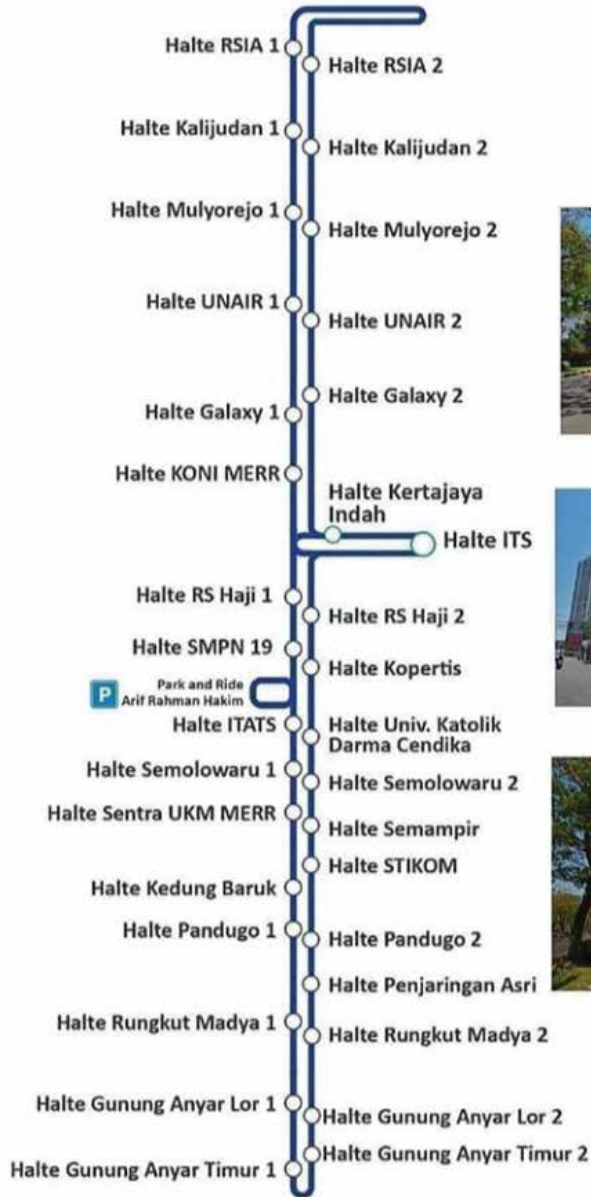 Halte RSIA 1
Halte RSIA 2
Halte Kalijudan 1
Halte Kalijudan 2
Halte Mulyorejo 1
Halte Mulyorejo 2
Halte UNAIR 1
Halte UNAIR 2
Halte Galaxy 2
Halte Galaxy 1
Halte KONI MERR
Halte Kertajaya
Indah
Halte ITS
Halte RS Haji 1
Halte RS Haji 2
Halte SMPN 19
Halte Kopertis
P
Park and Ride
Arif Rahman Hakim
Halte ITATS
Halte Univ. Katolik
Darma Cendika
Halte Semolowaru 1
Halte Semolowaru 2
Halte Sentra UKM MERR
Halte Semampir
Halte STIKOM
Halte Kedung Baruk
Halte Pandugo 1
Halte Pandugo 2
Halte Penjaringan Asri
Halte Rungkut Madya 1
Halte Rungkut Madya 2
Halte Gunung Anyar Lor 1
Halte Gunung Anyar Lor 2
Halte Gunung Anyar Timur 2
Halte Gunung Anyar Timur 1